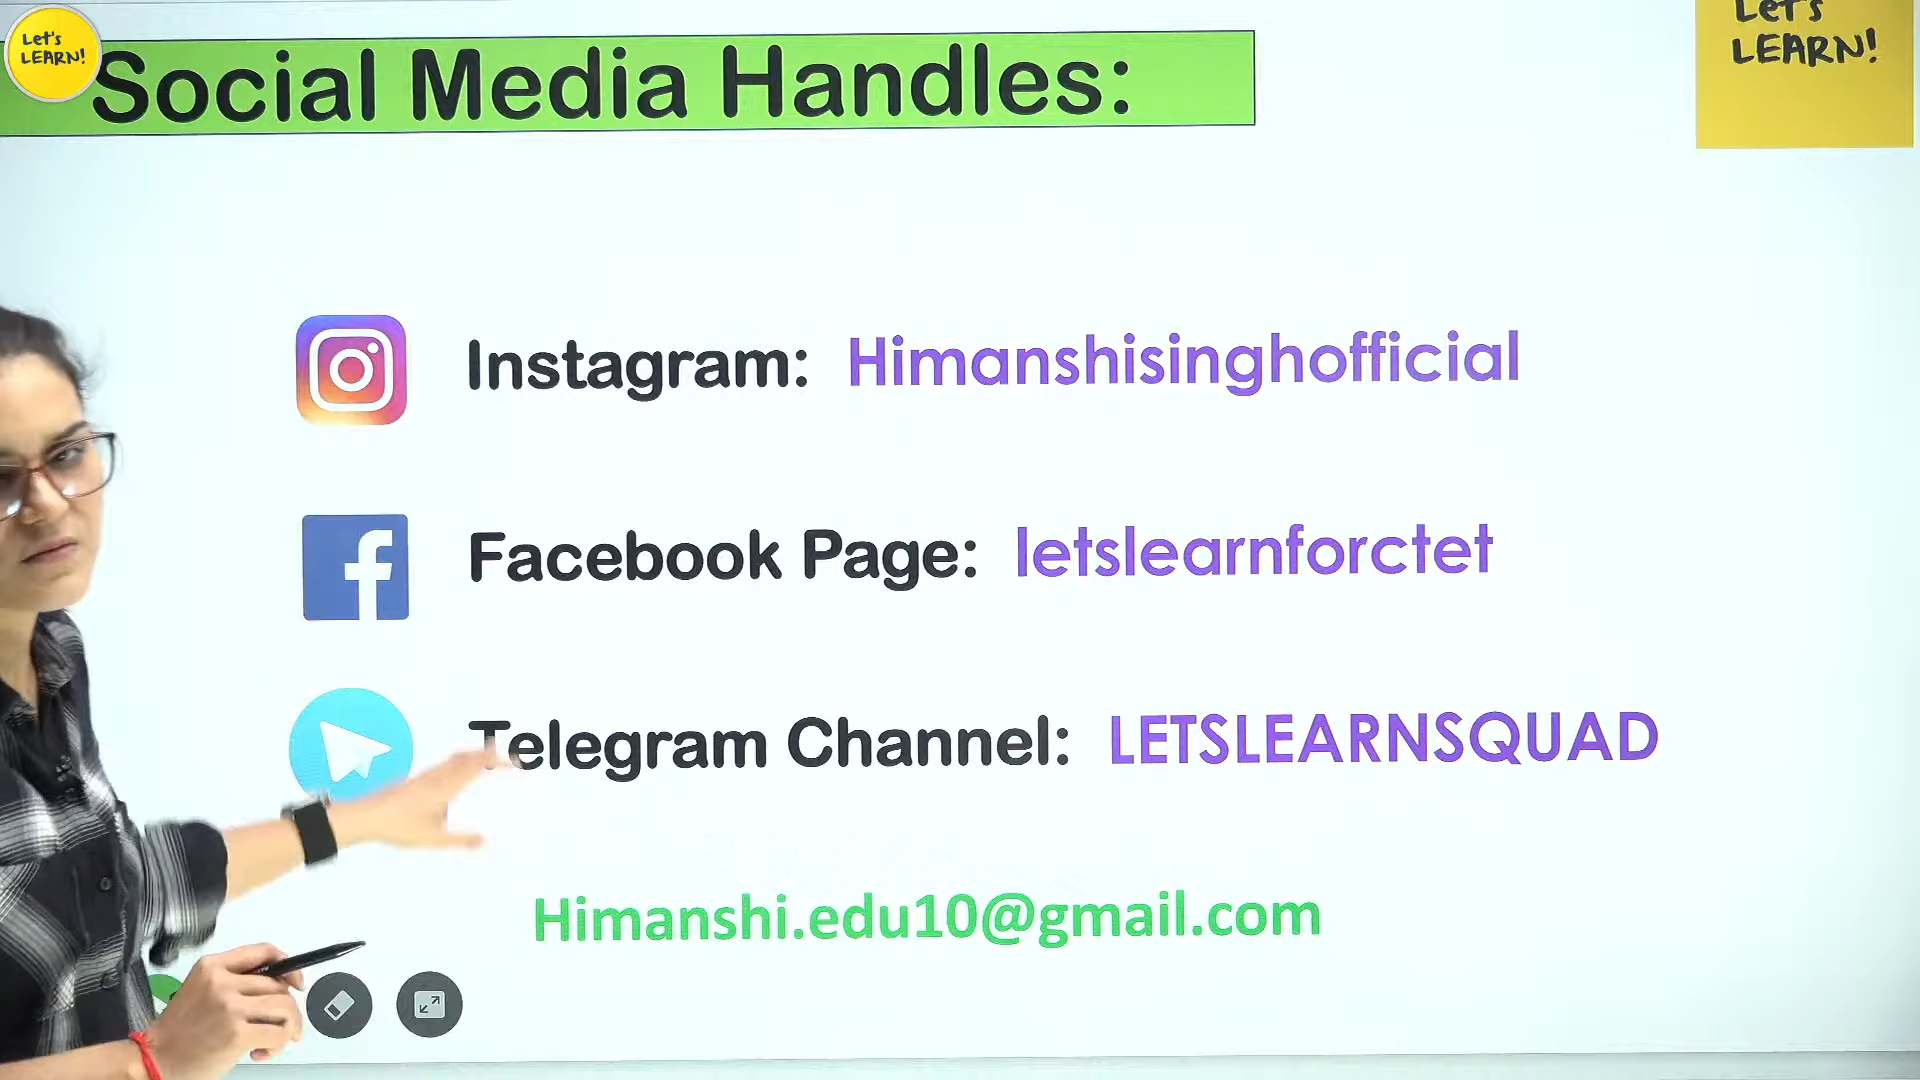 Let's
LEARN!
Let's
LEARN!
Social Media Handles:
Instagram: Himanshisinghofficial
Facebook Page: letslearnforctet
Telegram Channel: LETSLEARNSQUAD
Himanshi.edu10@gmail.com